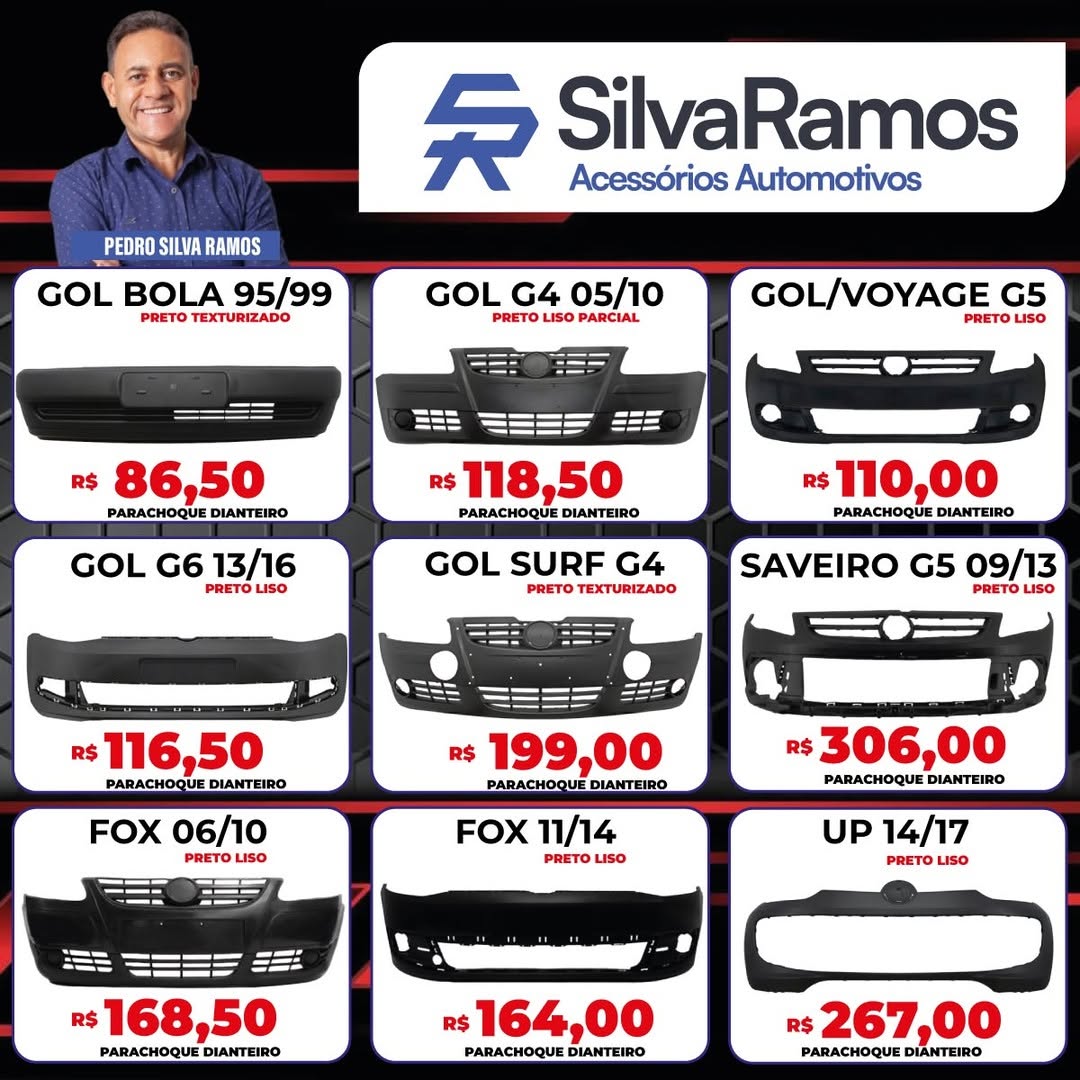 SilvaRamos
Acessórios Automotivos
PEDRO SILVA RAMOS
GOL BOLA 95/99
PRETO TEXTURIZADO
R$ 86,50
PARACHOQUE DIANTEIRO
GOL G4 05/10
PRETO LISO PARCIAL
R$ 118,50
PARACHOQUE DIANTEIRO
GOL/VOYAGE G5
PRETO LISO
R$ 110,00
PARACHOQUE DIANTEIRO
GOL G6 13/16
PRETO LISO
R$ 116,50
PARACHOQUE DIANTEIRO
GOL SURF G4
PRETO TEXTURIZADO
R$ 199,00
PARACHOQUE DIANTEIRO
SAVEIRO G5 09/13
PRETO LISO
R$ 306,00
PARACHOQUE DIANTEIRO
FOX 06/10
PRETO LISO
R$ 168,50
PARACHOQUE DIANTEIRO
FOX 11/14
PRETO LISO
R$ 164,00
PARACHOQUE DIANTEIRO
UP 14/17
PRETO LISO
R$ 267,00
PARACHOQUE DIANTEIRO